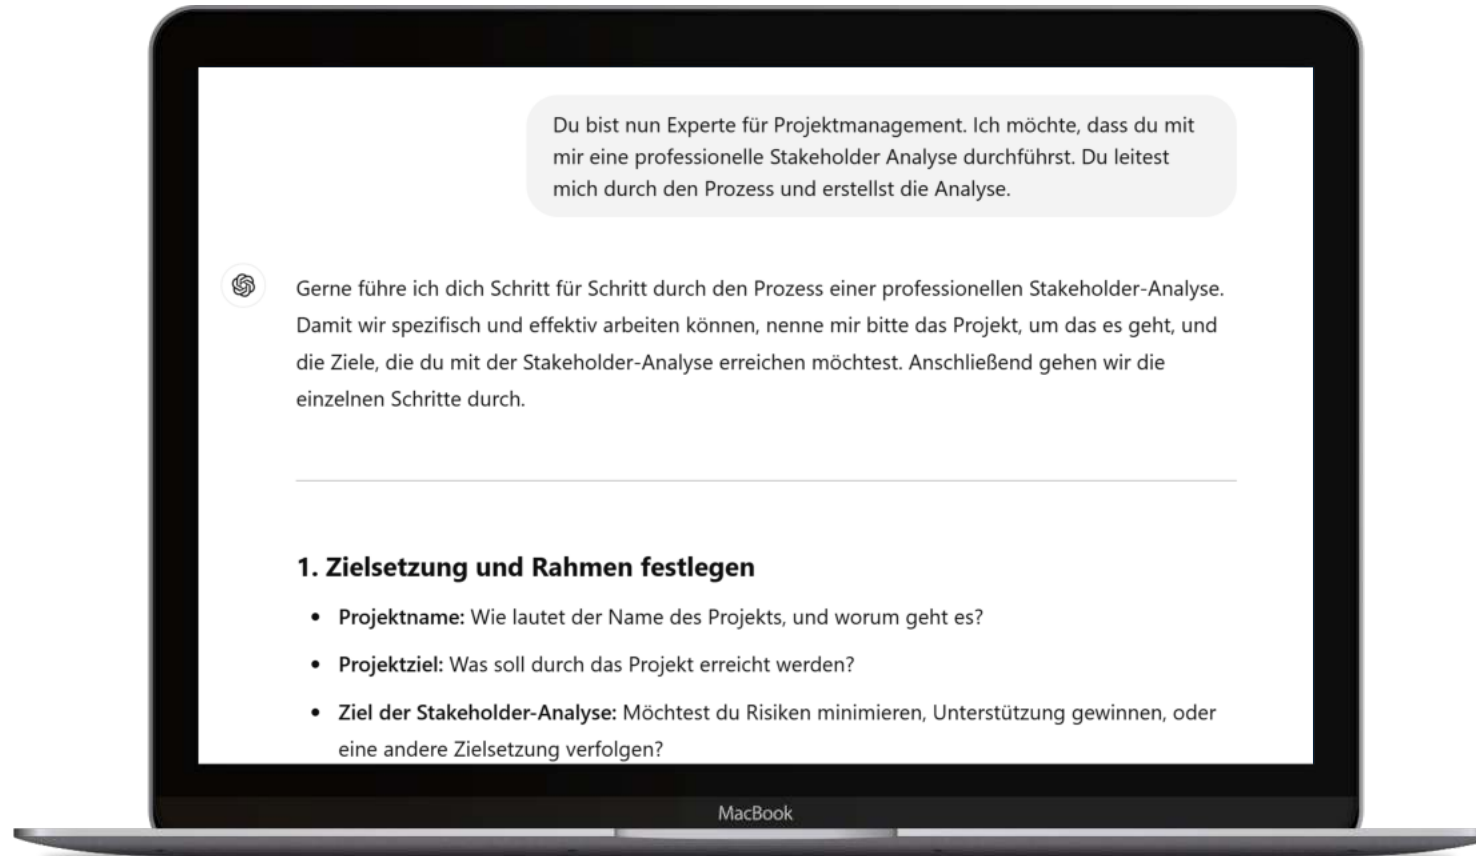 Du bist nun Experte für Projektmanagement. Ich möchte, dass du mit
mir eine professionelle Stakeholder Analyse durchführst. Du leitest
mich durch den Prozess und erstellst die Analyse.
Gerne führe ich dich Schritt für Schritt durch den Prozess einer professionellen Stakeholder-Analyse.
Damit wir spezifisch und effektiv arbeiten können, nenne mir bitte das Projekt, um das es geht, und
die Ziele, die du mit der Stakeholder-Analyse erreichen möchtest. Anschließend gehen wir die
einzelnen Schritte durch.
1. Zielsetzung und Rahmen festlegen
• Projektname: Wie lautet der Name des Projekts, und worum geht es?
• Projektziel: Was soll durch das Projekt erreicht werden?
• Ziel der Stakeholder-Analyse: Möchtest du Risiken minimieren, Unterstützung gewinnen, oder
eine andere Zielsetzung verfolgen?
MacBook